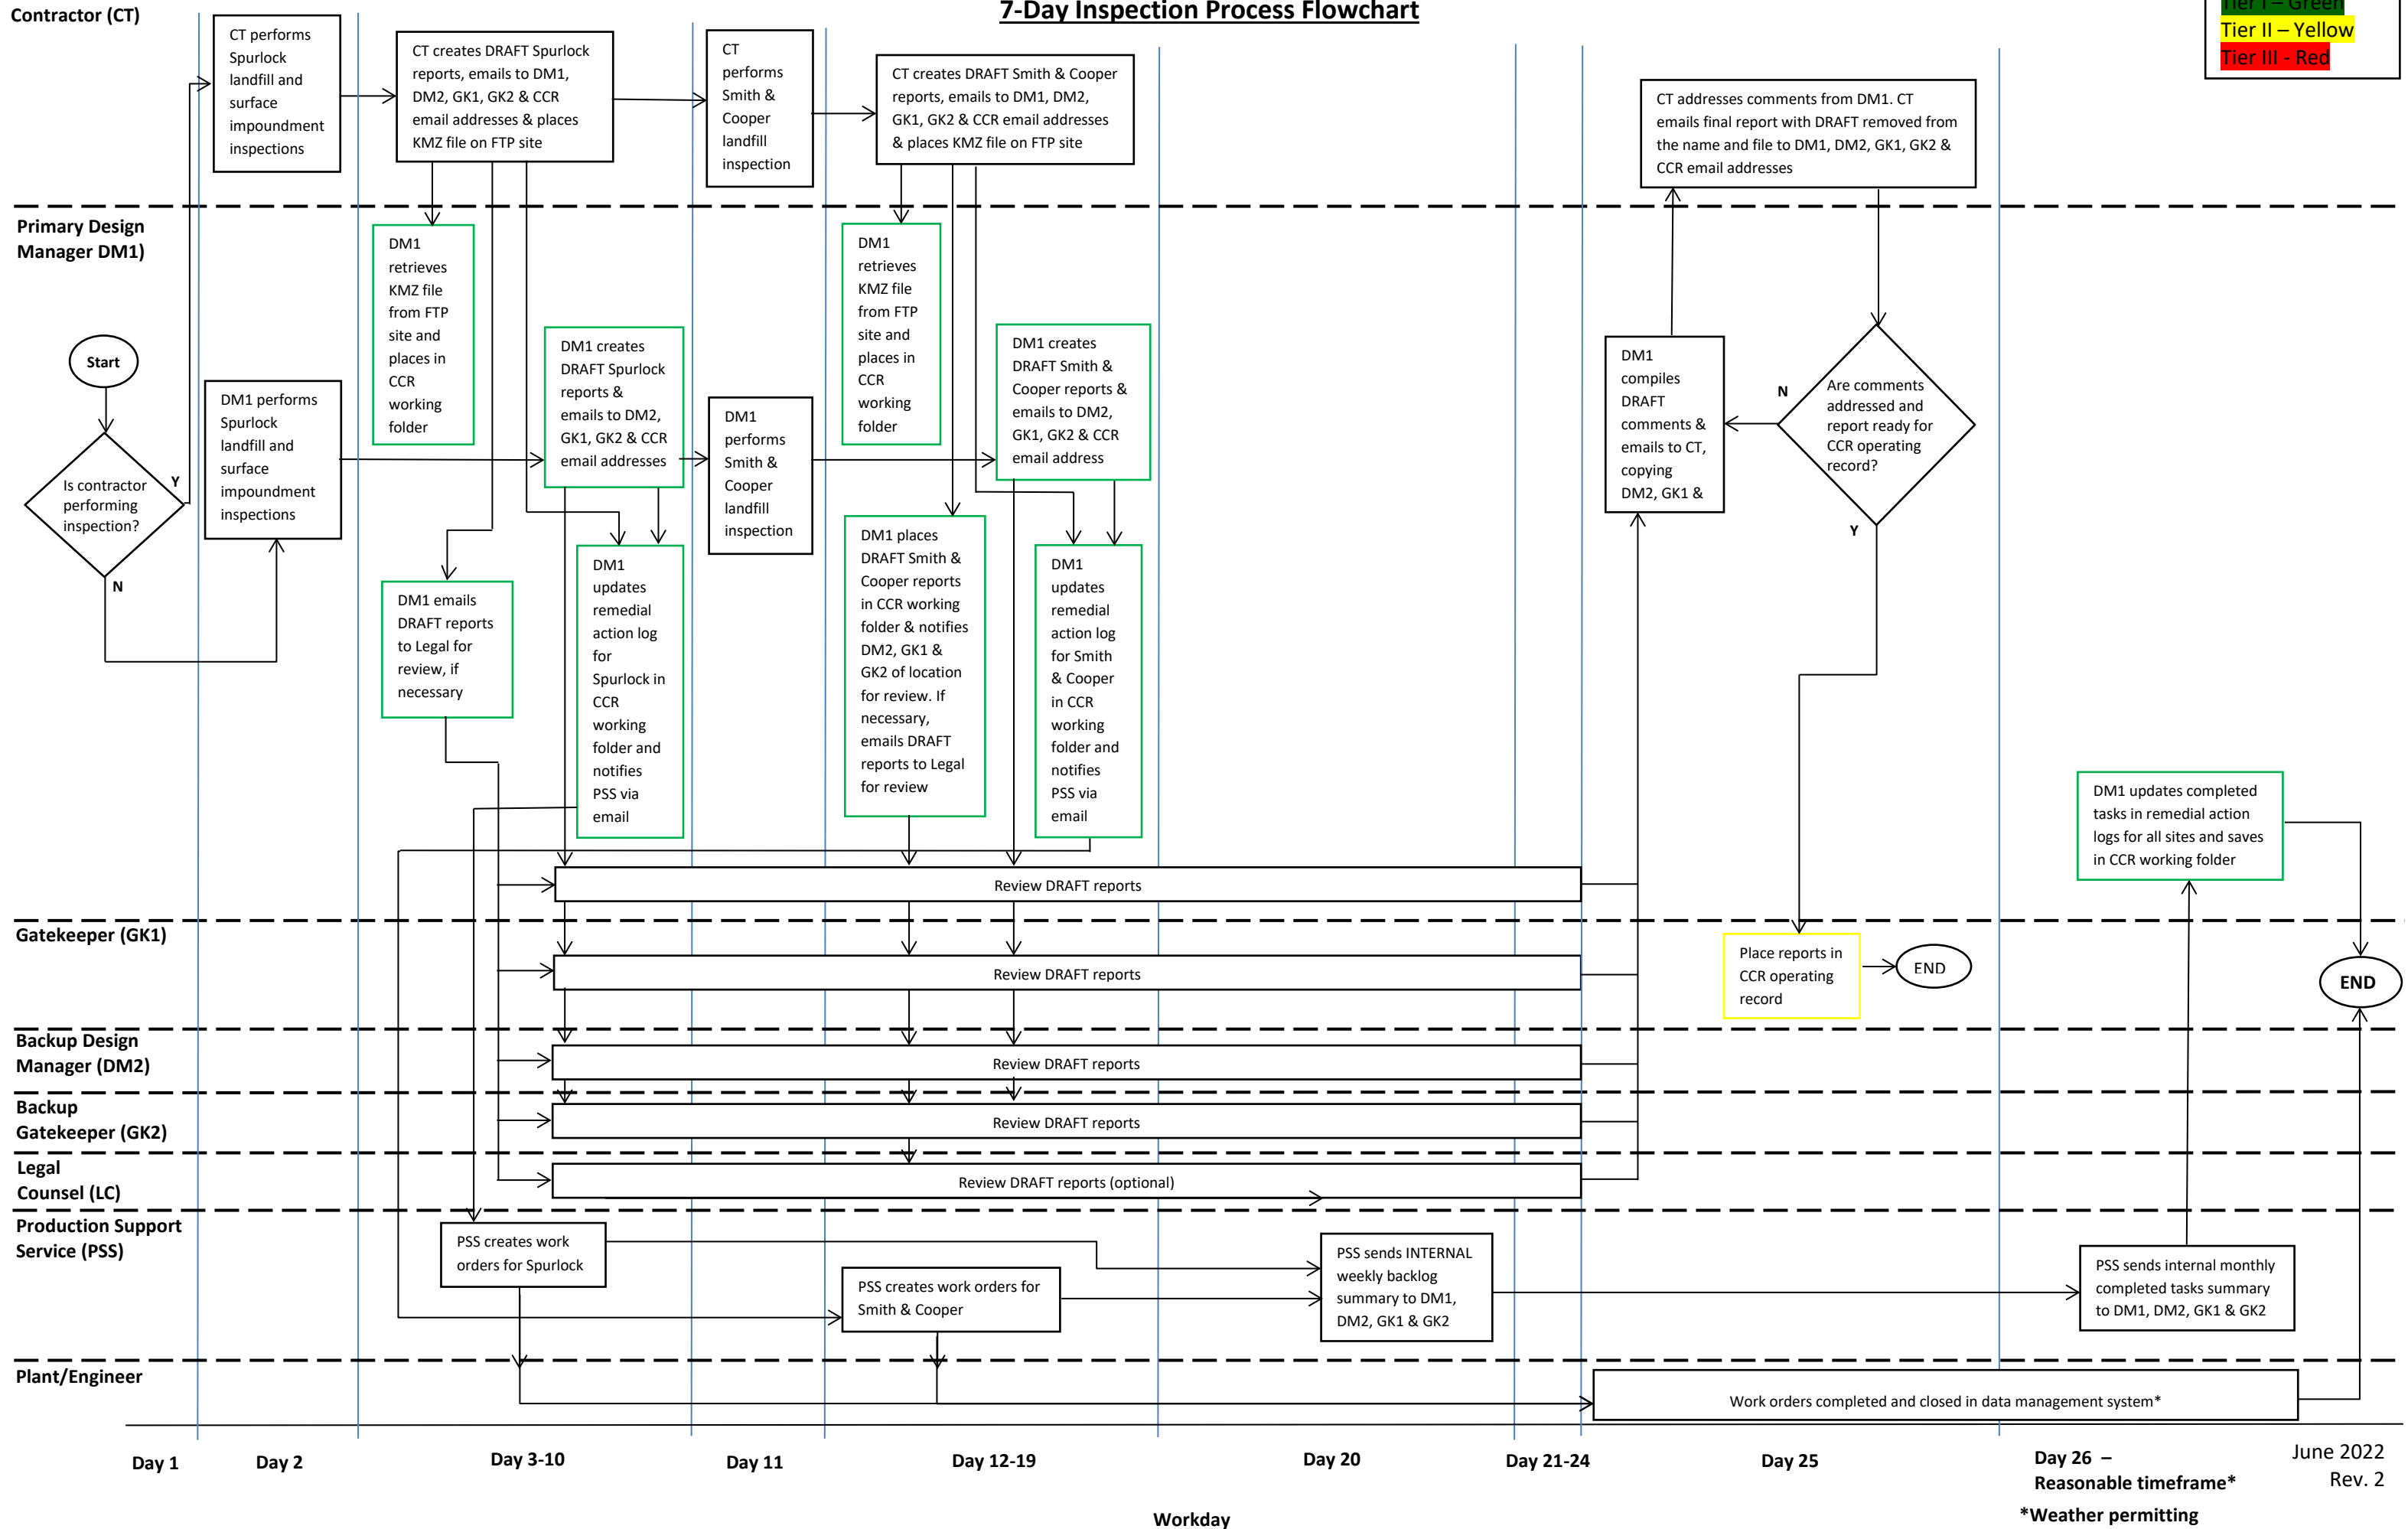 Contractor (CT)
7-Day Inspection Process Flowchart
Tier I – Green
Tier II – Yellow
Tier III - Red
CT performs
Spurlock
landfill and
surface
impoundment
inspections
CT creates DRAFT Spurlock
reports, emails to DM1,
DM2, GK1, GK2 & CCR
email addresses & places
KMZ file on FTP site
CT
performs
Smith &
Cooper
landfill
inspection
CT creates DRAFT Smith & Cooper
reports, emails to DM1, DM2,
GK1, GK2 & CCR email addresses
& places KMZ file on FTP site
CT addresses comments from DM1. CT
emails final report with DRAFT removed from
the name and file to DM1, DM2, GK1, GK2 &
CCR email addresses
Primary Design
Manager DM1)
Start
Is contractor
performing
inspection?
Y
N
DM1 performs
Spurlock
landfill and
surface
impoundment
inspections
DM1
retrieves
KMZ file
from FTP
site and
places in
CCR
working
folder
DM1 creates
DRAFT Spurlock
reports &
emails to DM2,
GK1, GK2 & CCR
email addresses
DM1 emails
DRAFT reports
to Legal for
review, if
necessary
DM1
updates
remedial
action log
for
Spurlock in
CCR
working
folder and
notifies
PSS via
email
DM1
performs
Smith &
Cooper
landfill
inspection
DM1
retrieves
KMZ file
from FTP
site and
places in
CCR
working
folder
DM1 creates
DRAFT Smith &
Cooper reports &
emails to DM2,
GK1, GK2 & CCR
email address
DM1 places
DRAFT Smith &
Cooper reports
in CCR working
folder & notifies
DM2, GK1 &
GK2 of location
for review. If
necessary,
emails DRAFT
reports to Legal
for review
DM1
updates
remedial
action log
for Smith
& Cooper
in CCR
working
folder and
notifies
PSS via
email
DM1
compiles
DRAFT
comments &
emails to CT,
copying
DM2, GK1 &
N
Are comments
addressed and
report ready for
CCR operating
record?
Y
DM1 updates completed
tasks in remedial action
logs for all sites and saves
in CCR working folder
Review DRAFT reports
Gatekeeper (GK1)
Review DRAFT reports
Place reports in
CCR operating
record
END
END
Backup Design
Manager (DM2)
Review DRAFT reports
Backup
Gatekeeper (GK2)
Review DRAFT reports
Legal
Counsel (LC)
Review DRAFT reports (optional)
Production Support
Service (PSS)
PSS creates work
orders for Spurlock
PSS creates work orders for
Smith & Cooper
PSS sends INTERNAL
weekly backlog
summary to DM1,
DM2, GK1 & GK2
PSS sends internal monthly
completed tasks summary
to DM1, DM2, GK1 & GK2
Plant/Engineer
Work orders completed and closed in data management system*
Day 1
Day 2
Day 3-10
Day 11
Day 12-19
Day 20
Day 21-24
Day 25
Day 26 –
Reasonable timeframe*
*Weather permitting
June 2022
Rev. 2
Workday